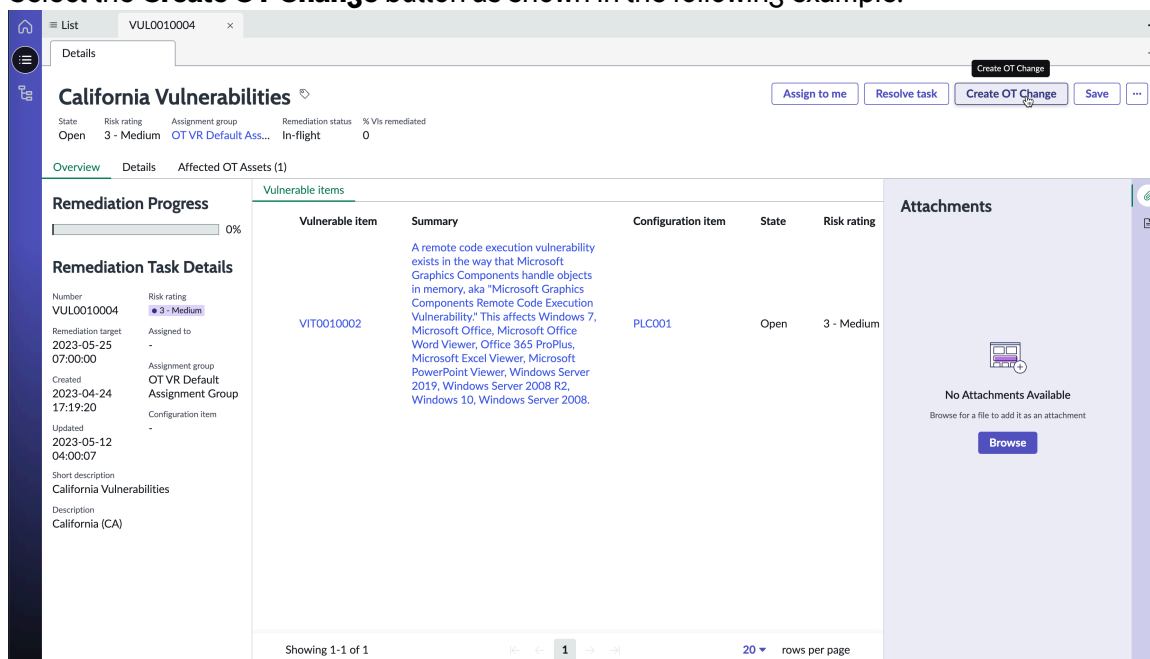 Select the Create OT Change button as shown in the following example.
List
VUL0010004
×
Details
Create OT Change
California Vulnerabilities
Assign to me
Resolve task
Create OT Change
Save
State
Risk rating
Assignment group
Remediation status
% VIs remediated
Open
3 - Medium
OT VR Default Ass...
In-flight
0
Overview
Details
Affected OT Assets (1)
Remediation Progress
0%
Remediation Task Details
Number
Risk rating
VUL0010004
3 - Medium
Remediation target
Assigned to
2023-05-25
07:00:00
-
Assignment group
OT VR Default
Assignment Group
Created
2023-04-24
17:19:20
Configuration item
-
Updated
2023-05-12
04:00:07
Short description
California Vulnerabilities
Description
California (CA)
Vulnerable items
Vulnerable item
Summary
Configuration item
State
Risk rating
VIT0010002
A remote code execution vulnerability
exists in the way that Microsoft
Graphics Components handle objects
in memory, aka "Microsoft Graphics
Components Remote Code Execution
Vulnerability." This affects Windows 7,
Microsoft Office, Microsoft Office
Word Viewer, Office 365 ProPlus,
Microsoft Excel Viewer, Microsoft
PowerPoint Viewer, Windows Server
2019, Windows Server 2008 R2,
Windows 10, Windows Server 2008.
PLC001
Open
3 - Medium
Showing 1-1 of 1
1
20
rows per page
Attachments
No Attachments Available
Browse for a file to add it as an attachment
Browse